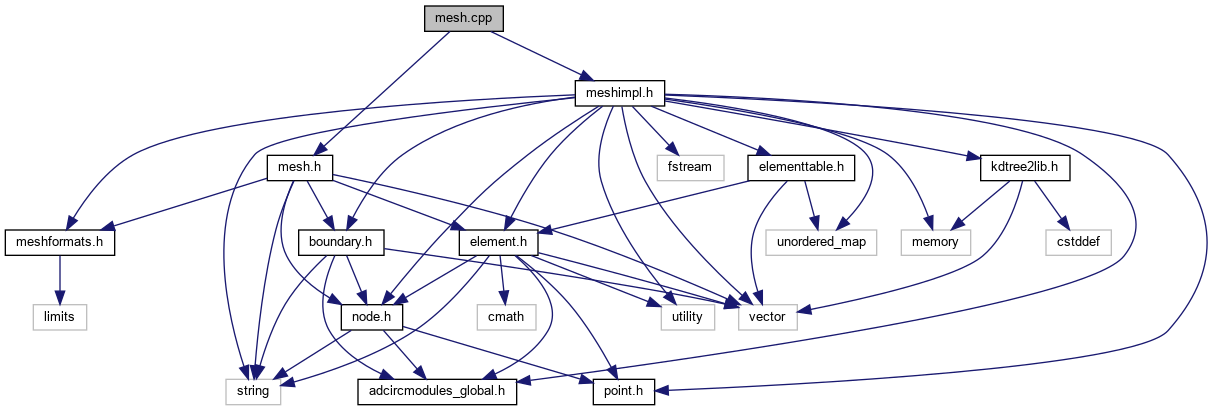 mesh.cpp
meshimpl.h
mesh.h
fstream
elementtable.h
kdtree2lib.h
meshformats.h
boundary.h
element.h
unordered_map
memory
cstddef
limits
node.h
cmath
utility
vector
string
adcircmodules_global.h
point.h